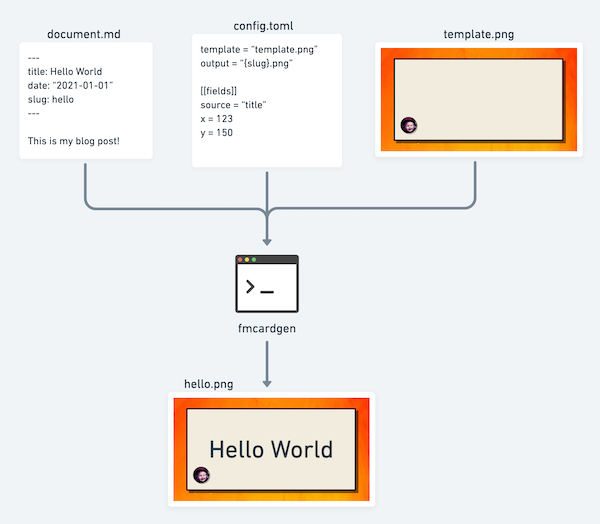 document.md
---
title: Hello World
date: "2021-01-01"
slug: hello
---
This is my blog post!
config.toml
template = "template.png"
output = "{slug}.png"
[[fields]]
source = "title"
x = 123
y = 150
template.png
fmcardgen
hello.png
Hello World